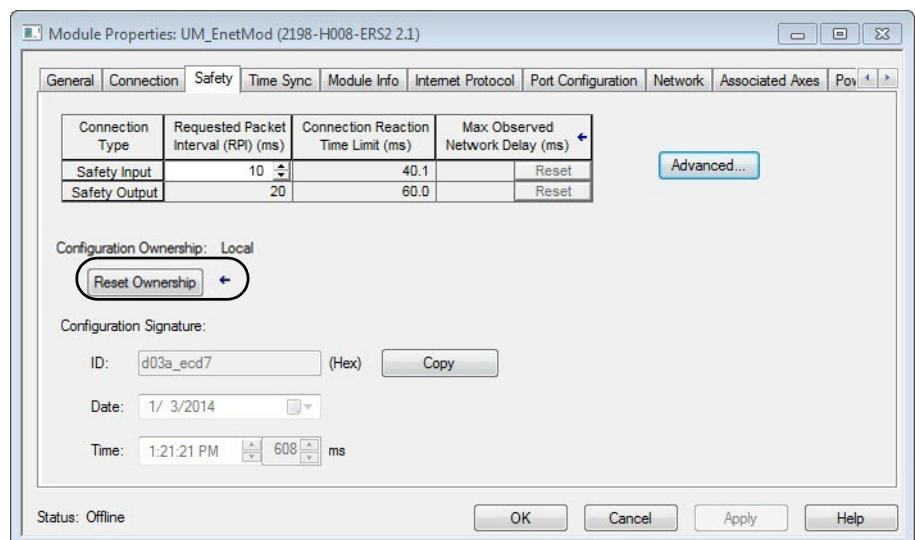 Module Properties: UM_EnetMod (2198-H008-ERS2 2.1)
General Connection Safety Time Sync Module Info Internet Protocol Port Configuration Network Associated Axes Pov
Connection Type Requested Packet Interval (RPI) (ms) Connection Reaction Time Limit (ms) Max Observed Network Delay (ms)
Safety Input 10 40.1 Reset
Safety Output 20 60.0 Reset
Advanced...
Configuration Ownership: Local
Reset Ownership
Configuration Signature:
ID: d03a_ecd7 (Hex) Copy
Date: 1/ 3/2014
Time: 1:21:21 PM 608 ms
Status: Offline OK Cancel Apply Help